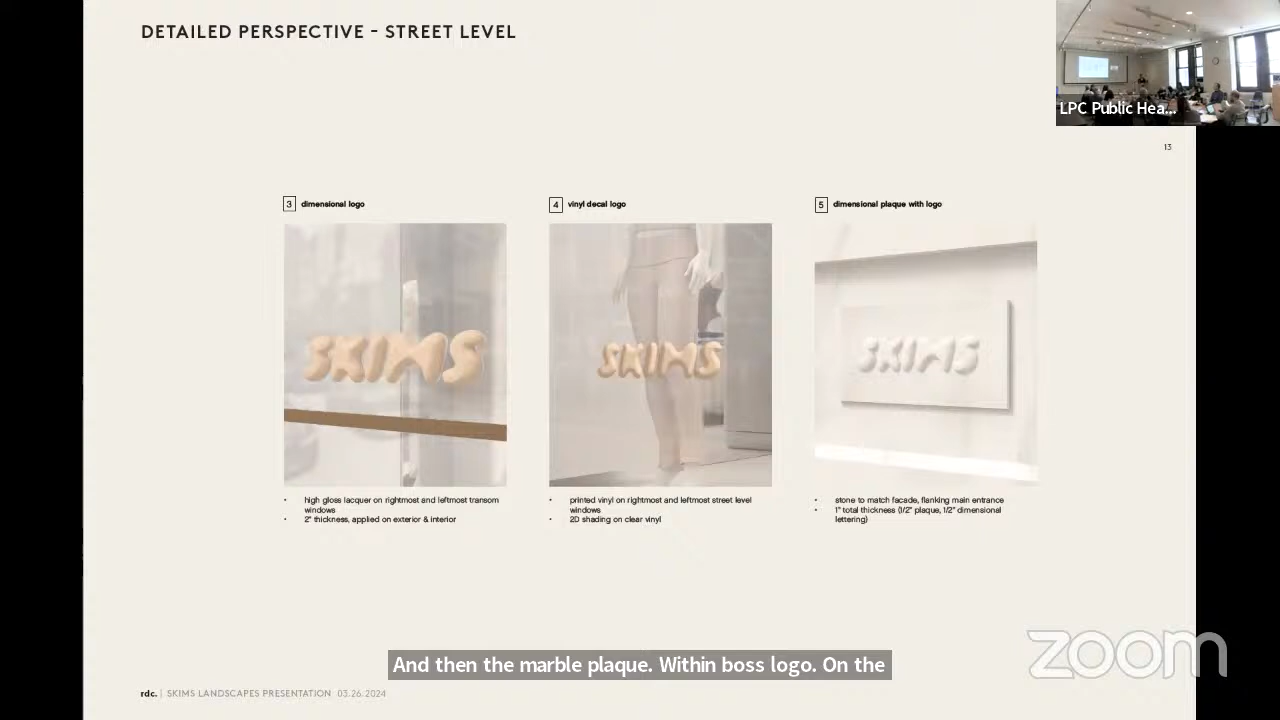 DETAILED PERSPECTIVE - STREET LEVEL
LPC Public Hea...
13
3 dimensional logo
4 vinyl decal logo
5 dimensional plaque with logo
SKIMS
SKIMS
SKIMS
• high gloss lacquer on rightmost and leftmost transom
windows
• 2" thickness, applied on exterior & interior
• printed vinyl on rightmost and leftmost street level
windows
• 2D shading on clear vinyl
• stone to match facade, flanking main entrance
• 1" total thickness (1/2" plaque, 1/2" dimensional
lettering)
And then the marble plaque. Within boss logo. On the
zoom
rdc. | SKIMS LANDSCAPES PRESENTATION 03.26.2024